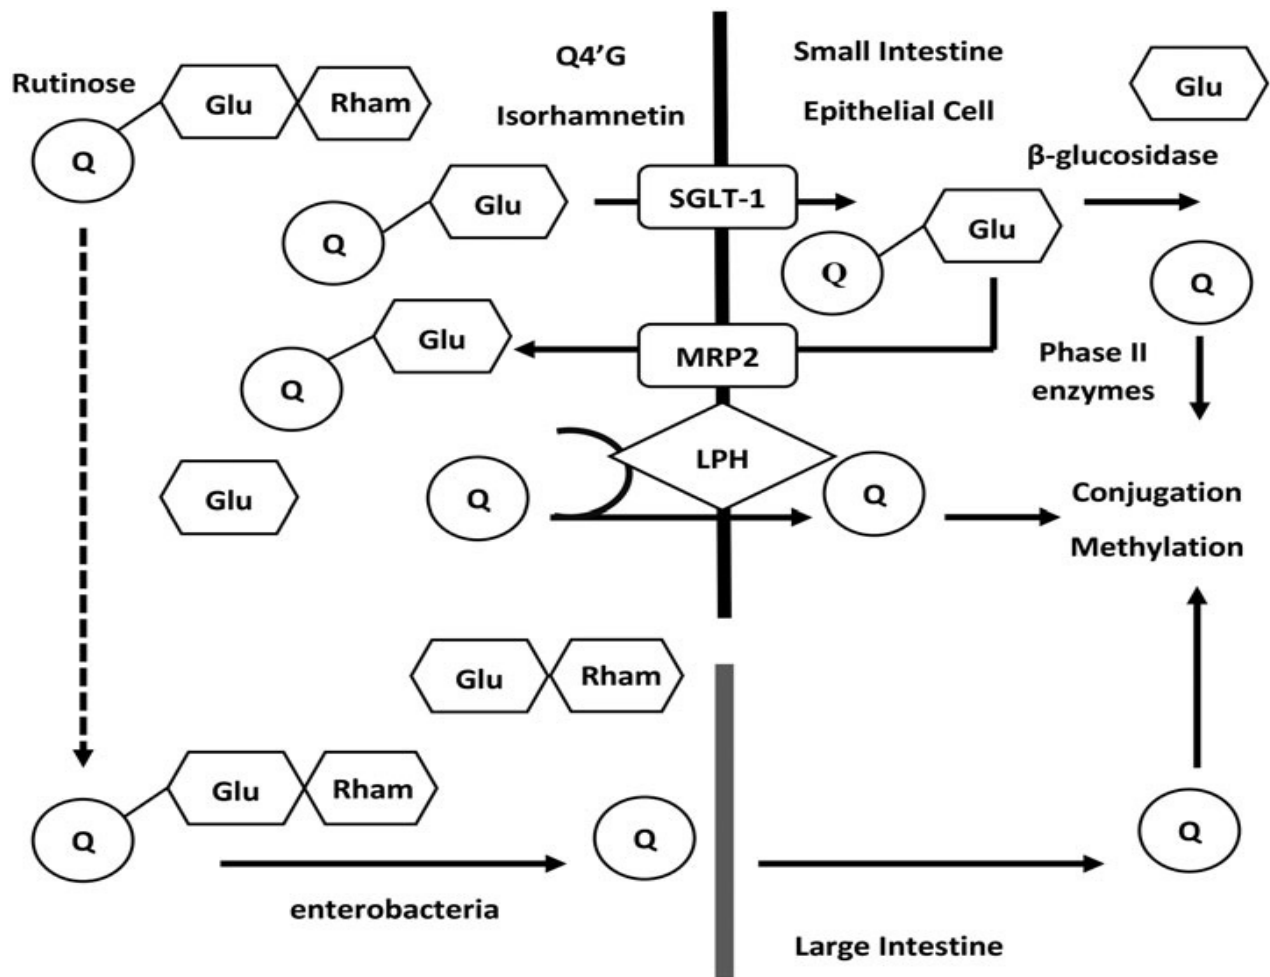 Rutinose
Glu
Rham
Q
Q4’G
Isorhamnetin
Small Intestine
Epithelial Cell
Glu
β-glucosidase
Q
Glu
SGLT-1
Q
Glu
Q
Q
Glu
MRP2
Phase II
enzymes
Glu
Q
LPH
Q
Conjugation
Methylation
Glu
Rham
Q
Glu
Rham
Q
Q
enterobacteria
Large Intestine